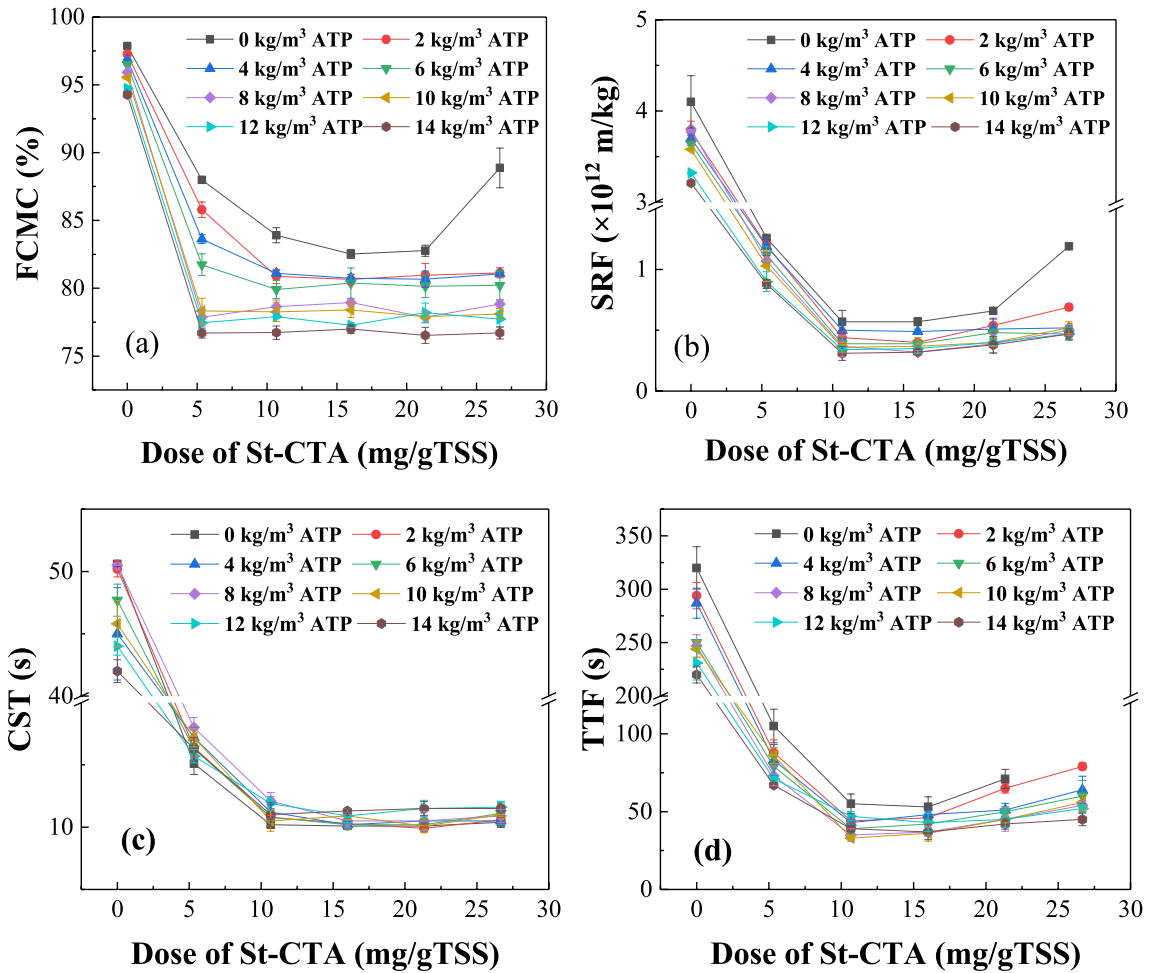 100
95
90
85
80
75
FCMC (%)
0 kg/m³ ATP 2 kg/m³ ATP
4 kg/m³ ATP 6 kg/m³ ATP
8 kg/m³ ATP 10 kg/m³ ATP
12 kg/m³ ATP 14 kg/m³ ATP
(a)
0 5 10 15 20 25 30
Dose of St-CTA (mg/gTSS)
5
4
3
1
0
SRF (×10¹² m/kg)
0 kg/m³ ATP 2 kg/m³ ATP
4 kg/m³ ATP 6 kg/m³ ATP
8 kg/m³ ATP 10 kg/m³ ATP
12 kg/m³ ATP 14 kg/m³ ATP
(b)
0 5 10 15 20 25 30
Dose of St-CTA (mg/gTSS)
50
40
10
CST (s)
0 kg/m³ ATP 2 kg/m³ ATP
4 kg/m³ ATP 6 kg/m³ ATP
8 kg/m³ ATP 10 kg/m³ ATP
12 kg/m³ ATP 14 kg/m³ ATP
(c)
0 5 10 15 20 25 30
Dose of St-CTA (mg/gTSS)
350
300
250
200
100
50
0
TTF (s)
0 kg/m³ ATP 2 kg/m³ ATP
4 kg/m³ ATP 6 kg/m³ ATP
8 kg/m³ ATP 10 kg/m³ ATP
12 kg/m³ ATP 14 kg/m³ ATP
(d)
0 5 10 15 20 25 30
Dose of St-CTA (mg/gTSS)